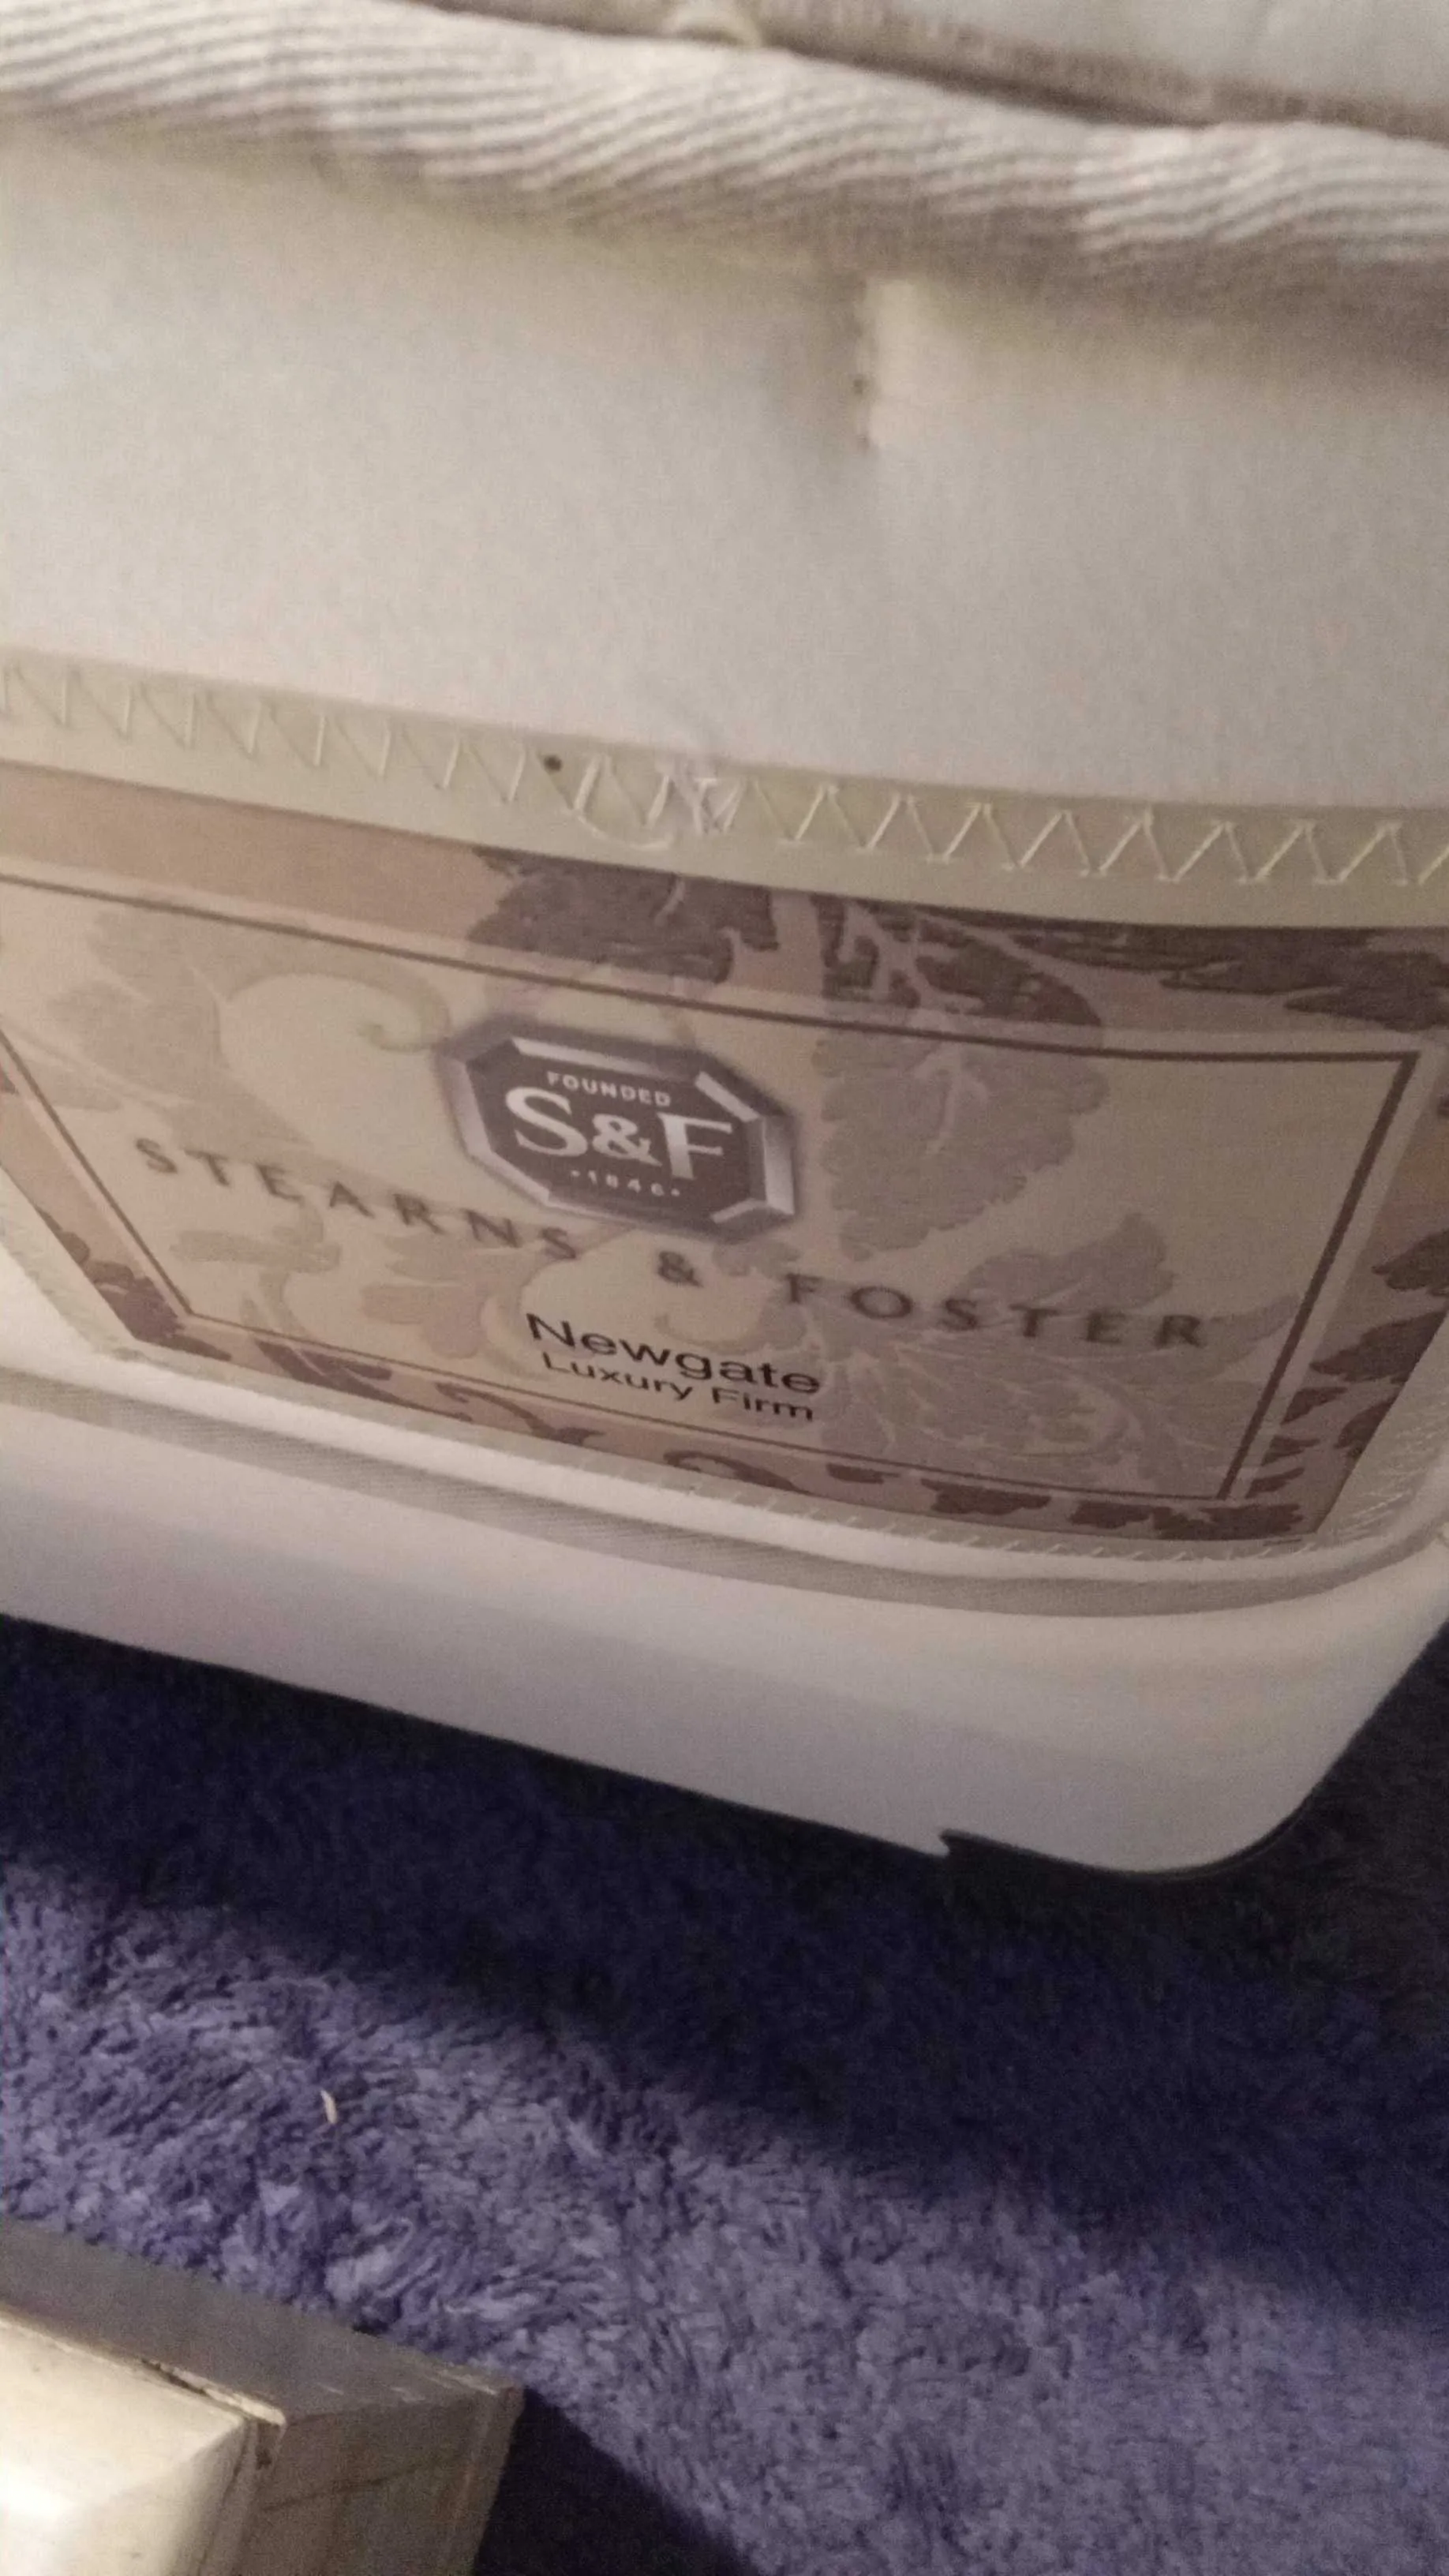 FOUNDED
S&F
•1846•
STEARNS & FOSTER
Newgate
Luxury Firm